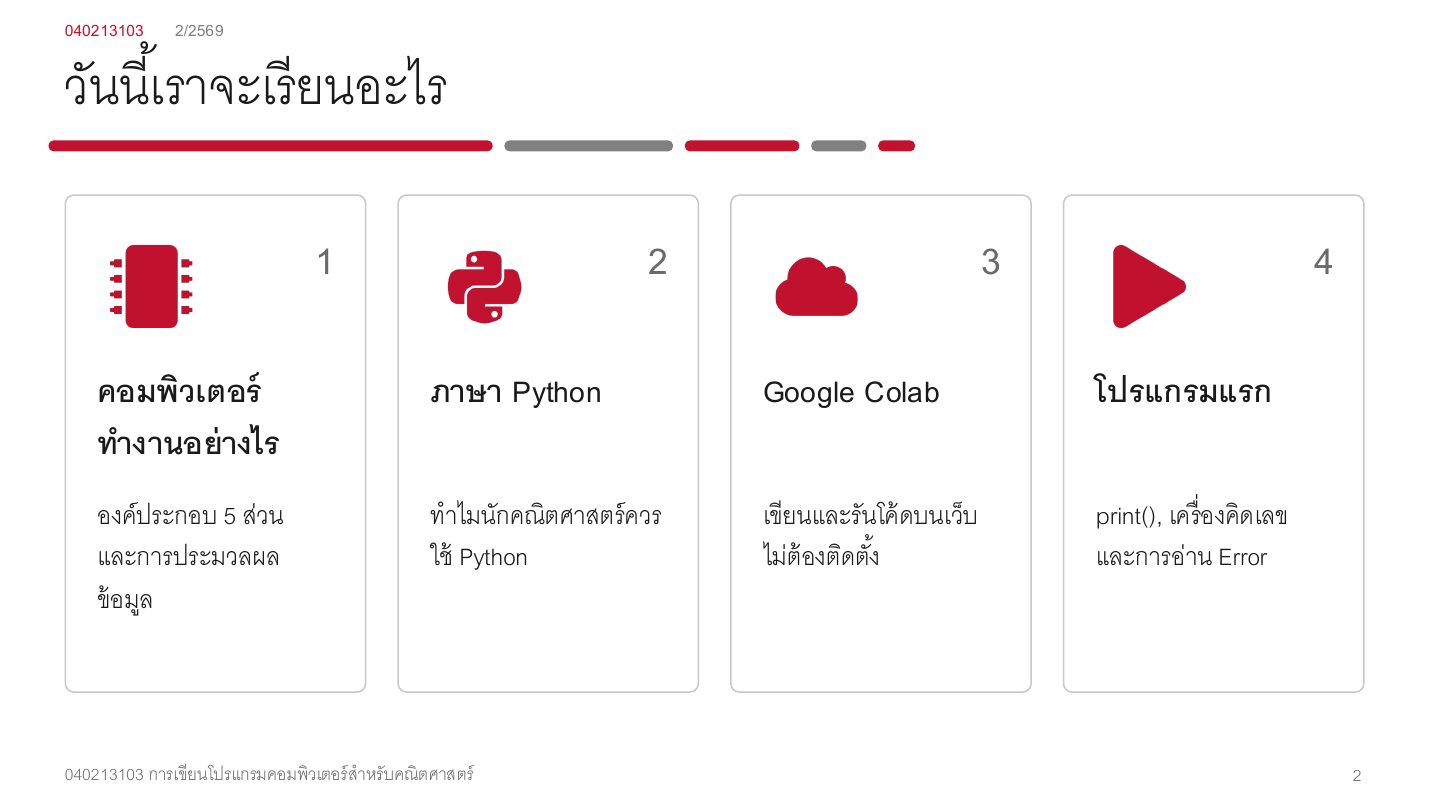 040213103 2/2569
วันนี้เราจะเรียนอะไร
1
คอมพิวเตอร์
ทำงานอย่างไร
องค์ประกอบ 5 ส่วน
และการประมวลผล
ข้อมูล
2
ภาษา Python
ทำไมนักคณิตศาสตร์ควร
ใช้ Python
3
Google Colab
เขียนและรันโค้ดบนเว็บ
ไม่ต้องติดตั้ง
4
โปรแกรมแรก
print(), เครื่องคิดเลข
และการอ่าน Error
040213103 การเขียนโปรแกรมคอมพิวเตอร์สำหรับคณิตศาสตร์
2